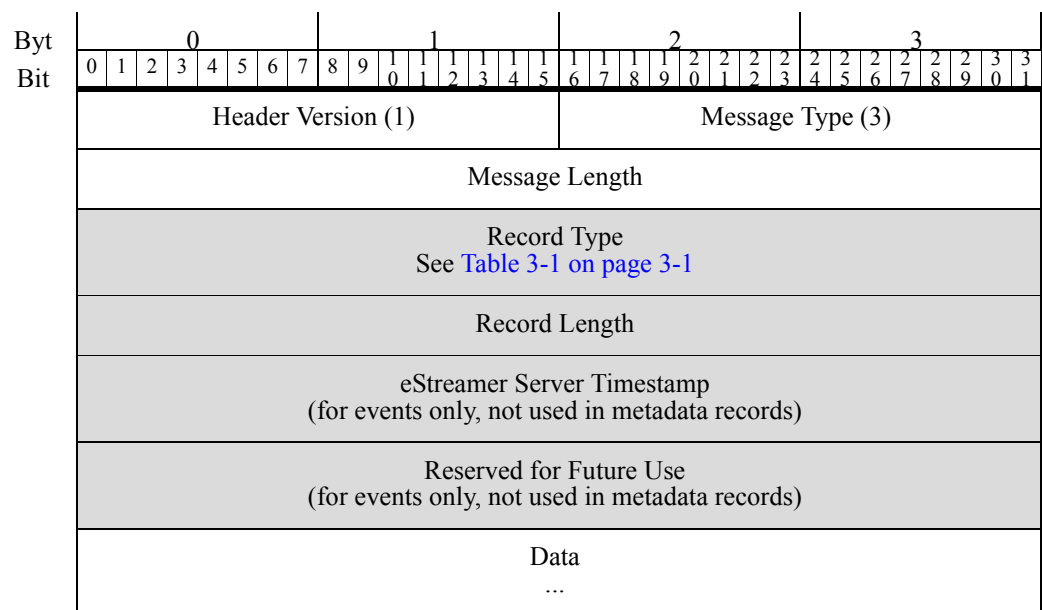 Byt 0 1 2 3
Bit 0 1 2 3 4 5 6 7 8 9 10 11 12 13 14 15 16 17 18 19 20 21 22 23 24 25 26 27 28 29 30 31
Header Version (1) Message Type (3)
Message Length
Record Type
See Table 3-1 on page 3-1
Record Length
eStreamer Server Timestamp
(for events only, not used in metadata records)
Reserved for Future Use
(for events only, not used in metadata records)
Data
...